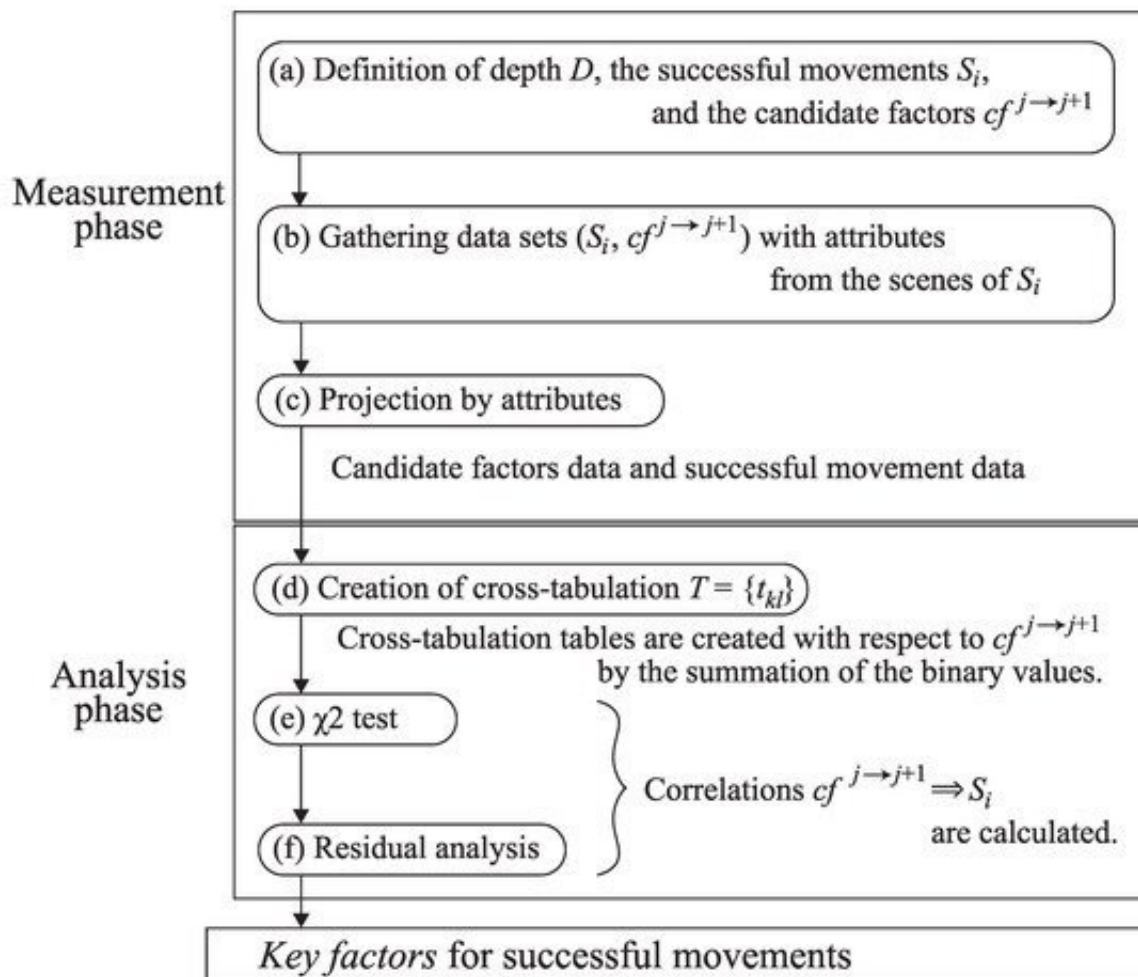 (a) Definition of depth D, the successful movements Sᵢ,
and the candidate factors cf ʲ→ʲ⁺¹
Measurement
phase
(b) Gathering data sets (Sᵢ, cf ʲ→ʲ⁺¹) with attributes
from the scenes of Sᵢ
(c) Projection by attributes
Candidate factors data and successful movement data
Analysis
phase
(d) Creation of cross-tabulation T = {tₖₗ}
Cross-tabulation tables are created with respect to cf ʲ→ʲ⁺¹
by the summation of the binary values.
(e) χ2 test
Correlations cf ʲ→ʲ⁺¹ ⇒ Sᵢ
are calculated.
(f) Residual analysis
Key factors for successful movements